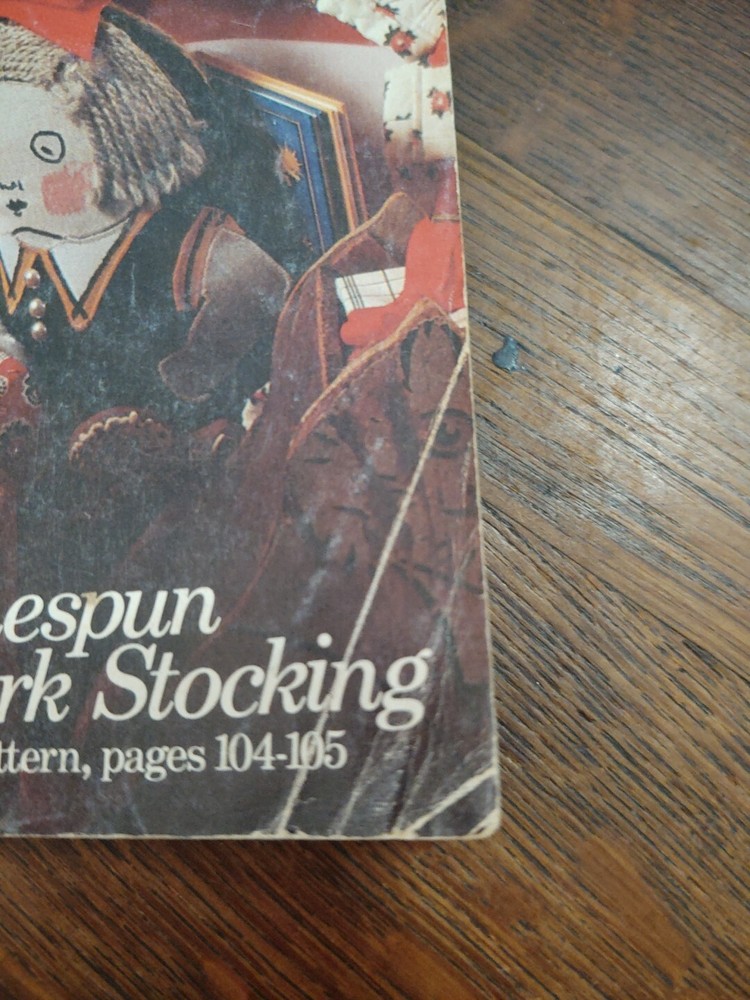 espun
rk Stocking
ttern, pages 104-105